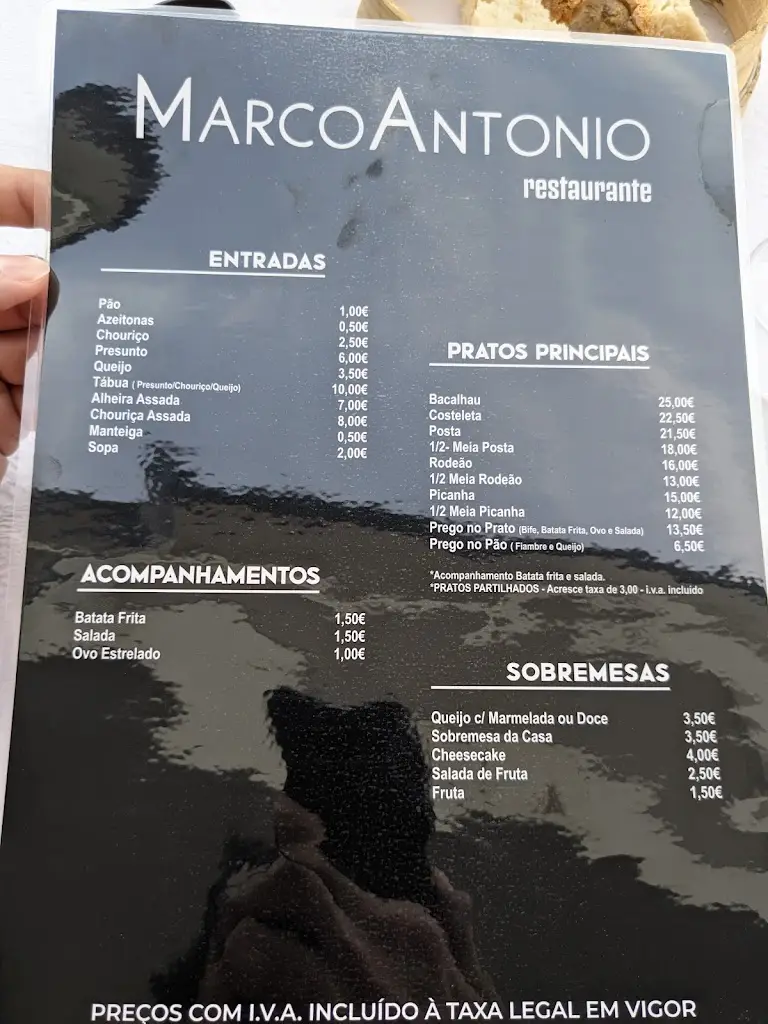 MARCOANTONIO
restaurante
ENTRADAS
Pão 1,00€
Azeitonas 0,50€
Chouriço 2,50€
Presunto 6,00€
Queijo 3,50€
Tábua ( Presunto/Chouriço/Queijo) 10,00€
Alheira Assada 7,00€
Chouriça Assada 8,00€
Manteiga 0,50€
Sopa 2,00€
PRATOS PRINCIPAIS
Bacalhau 25,00€
Costeleta 22,50€
Posta 21,50€
1/2- Meia Posta 18,00€
Rodeão 16,00€
1/2 Meia Rodeão 13,00€
Picanha 15,00€
1/2 Meia Picanha 12,00€
Prego no Prato (Bife, Batata Frita, Ovo e Salada) 13,50€
Prego no Pão ( Fiambre e Queijo) 6,50€
*Acompanhamento Batata frita e salada.
*PRATOS PARTILHADOS - Acresce taxa de 3,00 - i.v.a. incluido
ACOMPANHAMENTOS
Batata Frita 1,50€
Salada 1,50€
Ovo Estrelado 1,00€
SOBREMESAS
Queijo c/ Marmelada ou Doce 3,50€
Sobremesa da Casa 3,50€
Cheesecake 4,00€
Salada de Fruta 2,50€
Fruta 1,50€
PREÇOS COM I.V.A. INCLUÍDO À TAXA LEGAL EM VIGOR